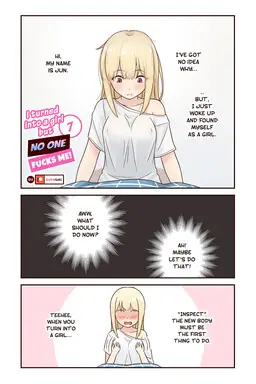 HI,
MY NAME
IS JUN.
I'VE GOT
NO IDEA
WHY...
..
BUT,
I JUST
WOKE UP
AND FOUND
MYSELF
AS A GIRL.
I turned
into a girl
but
7
NO ONE
FUCKS ME!
AWW,
WHAT
SHOULD I
DO NOW?
AH!
MAYBE
LET'S DO
THAT!
TEEHEE,
WHEN YOU
TURN INTO
A GIRL...
"INSPECT"
THE NEW BODY
MUST BE
THE FIRST
THING TO DO.